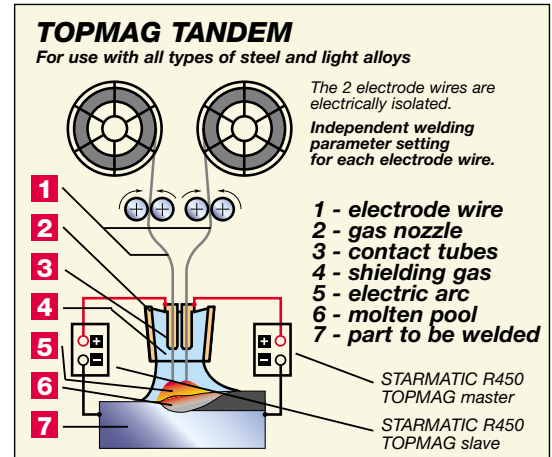 TOPMAG TANDEM
For use with all types of steel and light alloys
The 2 electrode wires are
electrically isolated.
Independent welding
parameter setting
for each electrode wire.
1
2
3
4
5
6
7
1 - electrode wire
2 - gas nozzle
3 - contact tubes
4 - shielding gas
5 - electric arc
6 - molten pool
7 - part to be welded
+
-
+
-
STARMATIC R450
TOPMAG master
STARMATIC R450
TOPMAG slave